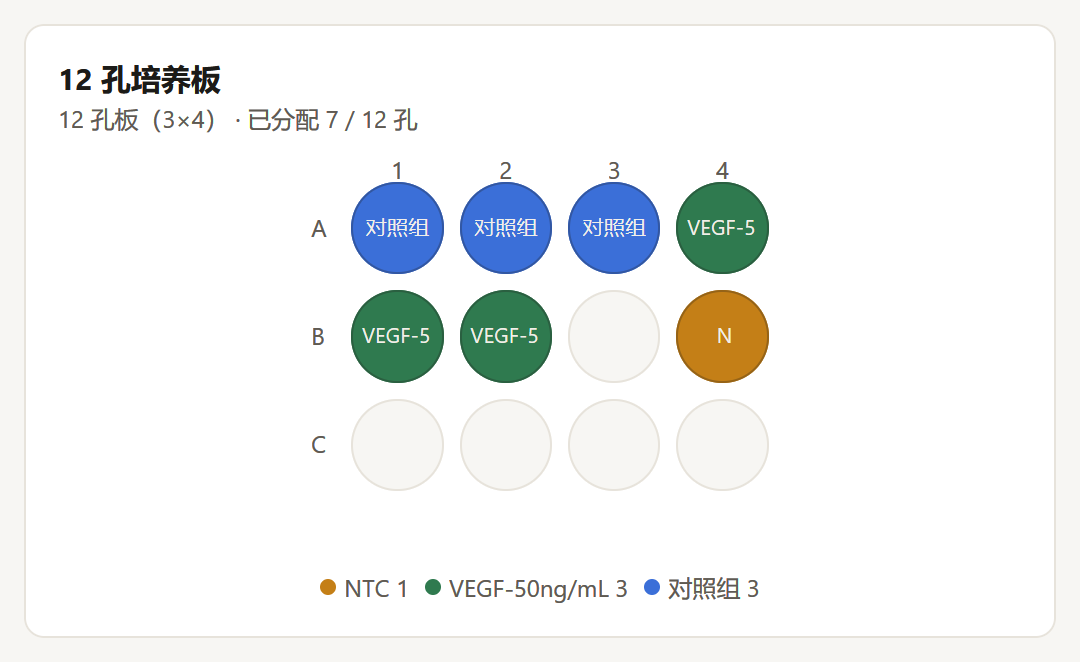 12 孔培养板
12 孔板（3×4） · 已分配 7 / 12 孔
1 2 3 4
A 对照组 对照组 对照组 VEGF-5
B VEGF-5 VEGF-5 N
C
NTC 1 VEGF-50ng/mL 3 对照组 3